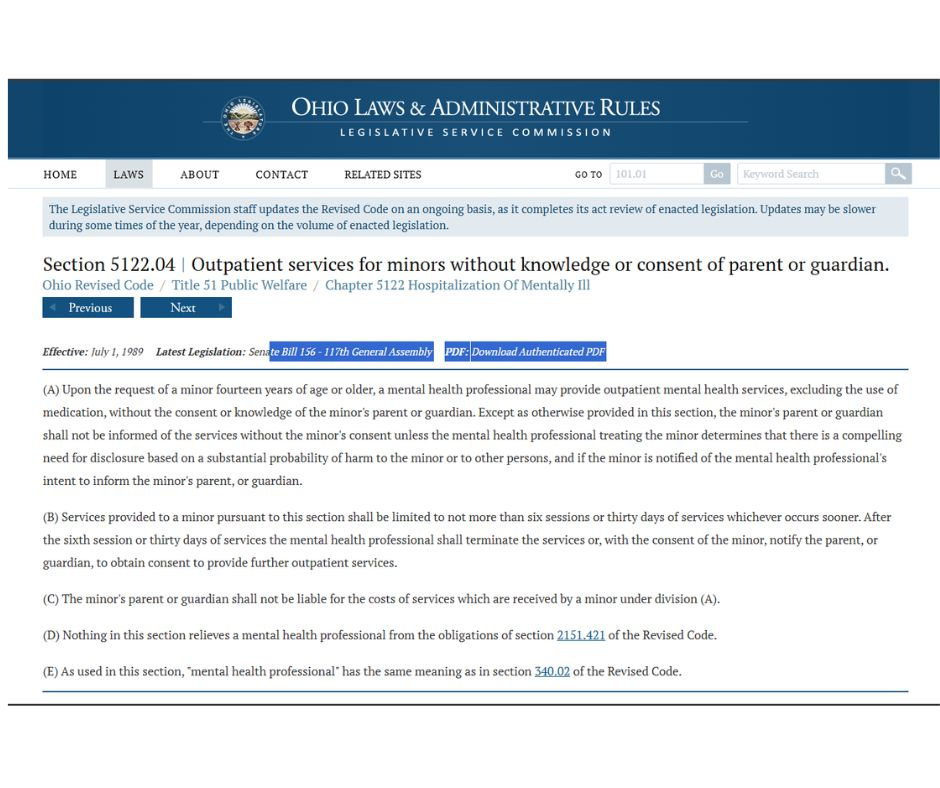 OHIO LAWS & ADMINISTRATIVE RULES
LEGISLATIVE SERVICE COMMISSION
HOME LAWS ABOUT CONTACT RELATED SITES GO TO 101.01 Go Keyword Search
The Legislative Service Commission staff updates the Revised Code on an ongoing basis, as it completes its act review of enacted legislation. Updates may be slower
during some times of the year, depending on the volume of enacted legislation.
Section 5122.04 | Outpatient services for minors without knowledge or consent of parent or guardian.
Ohio Revised Code / Title 51 Public Welfare / Chapter 5122 Hospitalization Of Mentally Ill
Previous Next
Effective: July 1, 1989 Latest Legislation: Senate Bill 156 - 117th General Assembly PDF: Download Authenticated PDF
(A) Upon the request of a minor fourteen years of age or older, a mental health professional may provide outpatient mental health services, excluding the use of
medication, without the consent or knowledge of the minor's parent or guardian. Except as otherwise provided in this section, the minor's parent or guardian
shall not be informed of the services without the minor's consent unless the mental health professional treating the minor determines that there is a compelling
need for disclosure based on a substantial probability of harm to the minor or to other persons, and if the minor is notified of the mental health professional's
intent to inform the minor's parent, or guardian.
(B) Services provided to a minor pursuant to this section shall be limited to not more than six sessions or thirty days of services whichever occurs sooner. After
the sixth session or thirty days of services the mental health professional shall terminate the services or, with the consent of the minor, notify the parent, or
guardian, to obtain consent to provide further outpatient services.
(C) The minor's parent or guardian shall not be liable for the costs of services which are received by a minor under division (A).
(D) Nothing in this section relieves a mental health professional from the obligations of section 2151.421 of the Revised Code.
(E) As used in this section, "mental health professional" has the same meaning as in section 340.02 of the Revised Code.